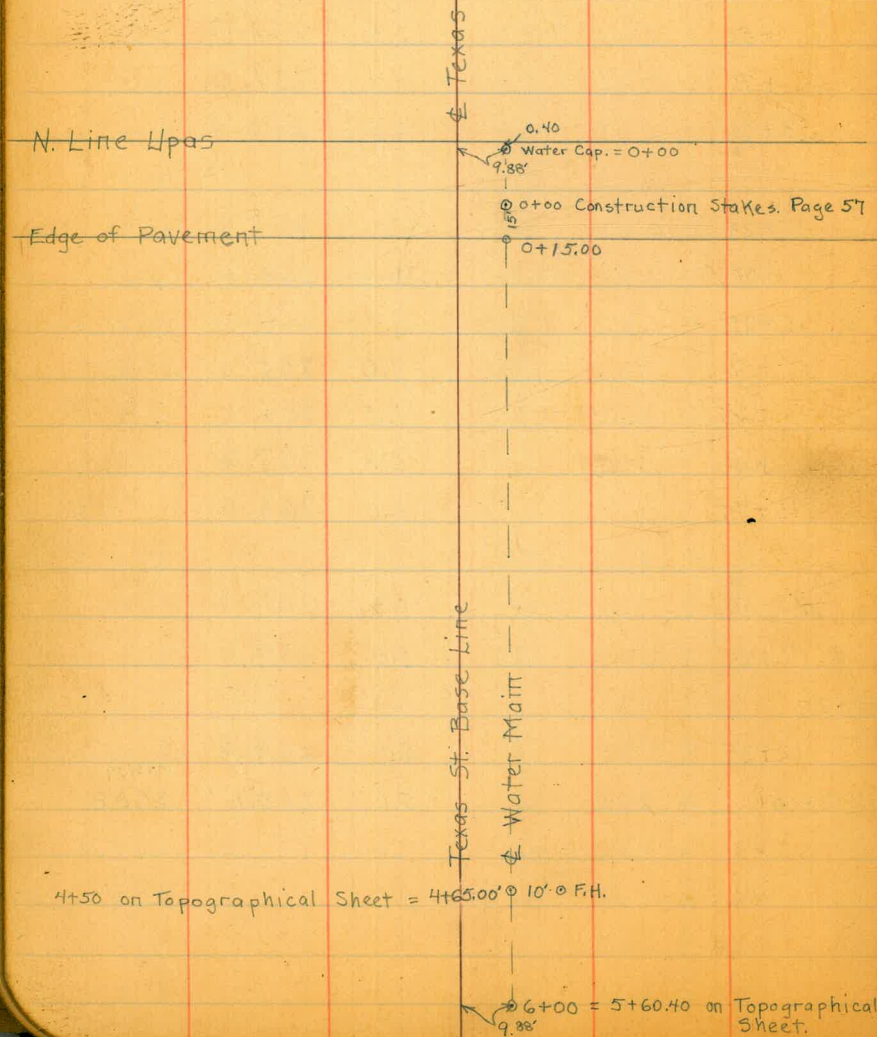 ℄ Texas
N. Line Upas
0.40
Water Cap. = 0+00
9.88'
0+00 Construction Stakes. Page 57
15'
Edge of Pavement
0+15.00
Texas St. Base Line
℄ Water Main
4+50 on Topographical Sheet = 4+65.00' 10' F.H.
6+00 = 5+60.40 on Topographical
Sheet.
9.88'